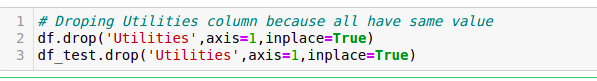 1 # Droping Utilities column because all have same value
2 df.drop('Utilities',axis=1,inplace=True)
3 df_test.drop('Utilities',axis=1,inplace=True)